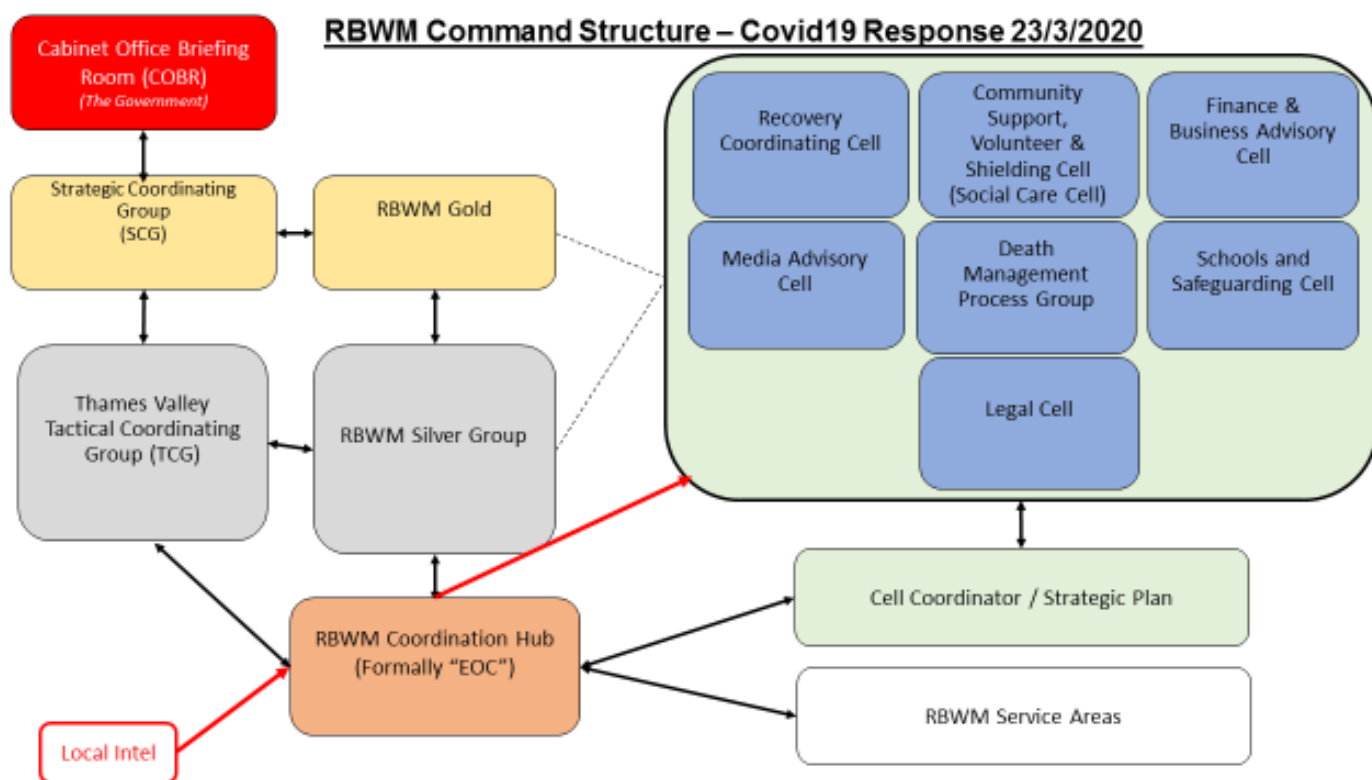 RBWM Command Structure – Covid19 Response 23/3/2020
Cabinet Office Briefing
Room (COBR)
(The Government)
Strategic Coordinating
Group
(SCG)
RBWM Gold
Thames Valley
Tactical Coordinating
Group (TCG)
RBWM Silver Group
RBWM Coordination Hub
(Formally “EOC”)
Local Intel
Recovery
Coordinating Cell
Community
Support,
Volunteer &
Shielding Cell
(Social Care Cell)
Finance &
Business Advisory
Cell
Media Advisory
Cell
Death
Management
Process Group
Schools and
Safeguarding Cell
Legal Cell
Cell Coordinator / Strategic Plan
RBWM Service Areas